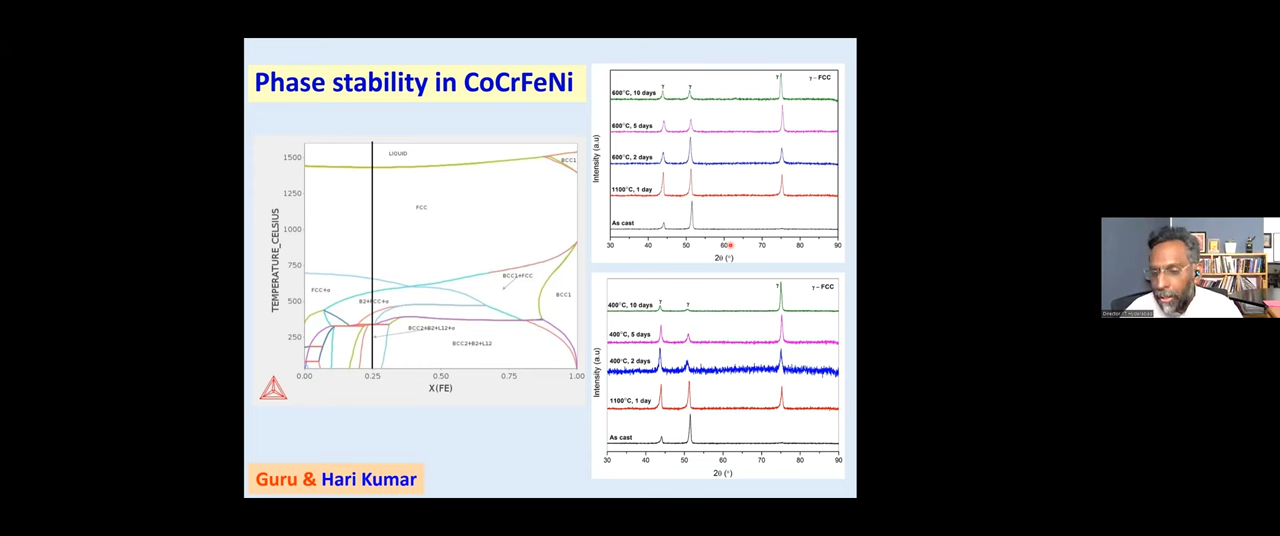 Phase stability in CoCrFeNi
TEMPERATURE_CELSIUS
1500
1250
1000
750
500
250
LIQUID
BCC1
FCC
BCC1+FCC
FCC+σ
B2+FCC+σ
BCC1
BCC2+B2+L12+σ
BCC2+B2+L12
0.00 0.25 0.50 0.75 1.00
X(FE)
Guru & Hari Kumar
γ – FCC
γ γ γ
600°C, 10 days
600°C, 5 days
600°C, 2 days
1100°C, 1 day
As cast
Intensity (a.u)
30 40 50 60 70 80 90
2θ (°)
γ – FCC
γ γ γ
400°C, 10 days
400°C, 5 days
400°C, 2 days
1100°C, 1 day
As cast
Intensity (a.u)
30 40 50 60 70 80 90
2θ (°)
Director, IIT Hyderabad